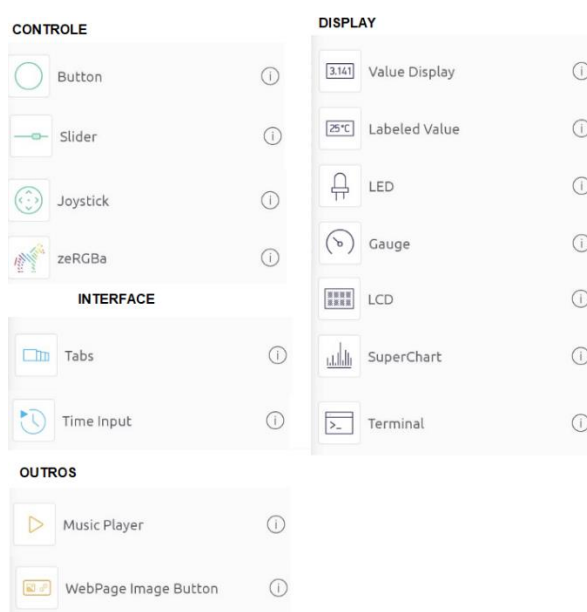 CONTROLE
Button
Slider
Joystick
zeRGBa
INTERFACE
Tabs
Time Input
OUTROS
Music Player
WebPage Image Button
DISPLAY
3.141 Value Display
25°C Labeled Value
LED
Gauge
LCD
SuperChart
>_ Terminal